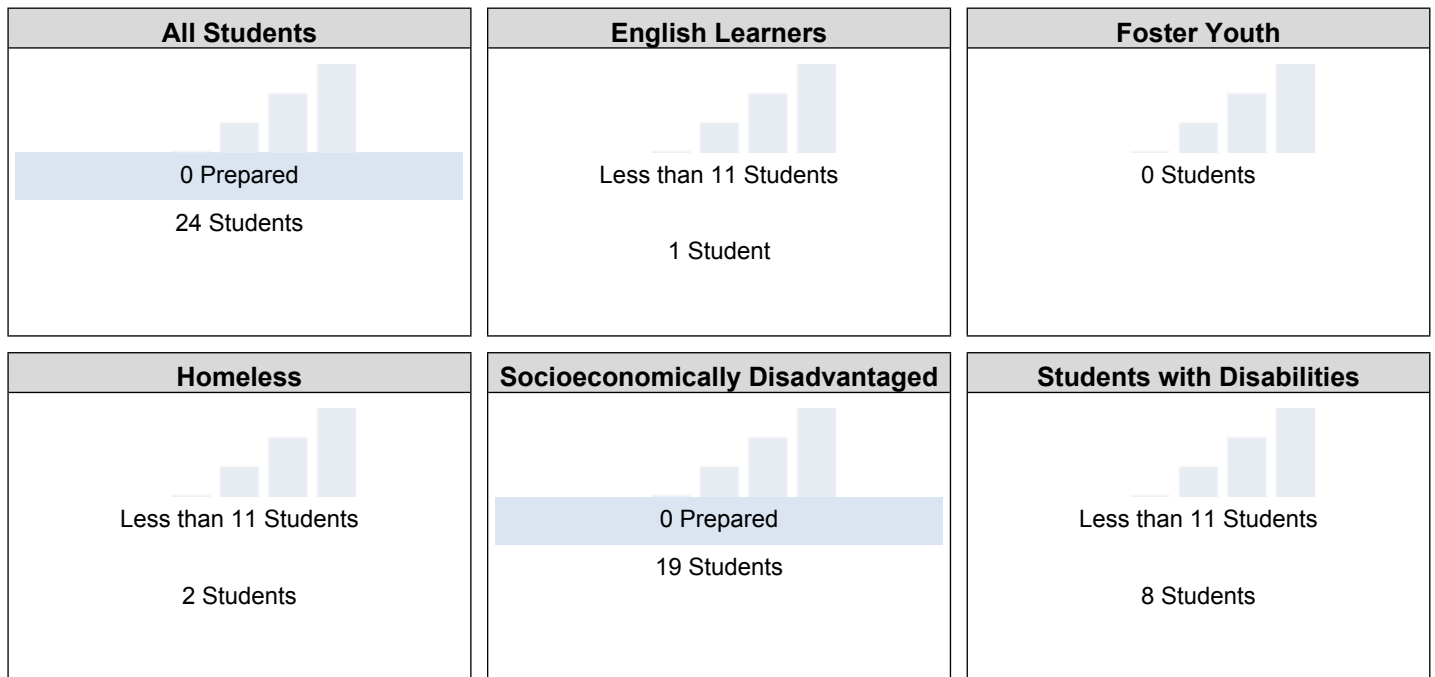 All Students
0 Prepared
24 Students
English Learners
Less than 11 Students
1 Student
Foster Youth
0 Students
Homeless
Less than 11 Students
2 Students
Socioeconomically Disadvantaged
0 Prepared
19 Students
Students with Disabilities
Less than 11 Students
8 Students